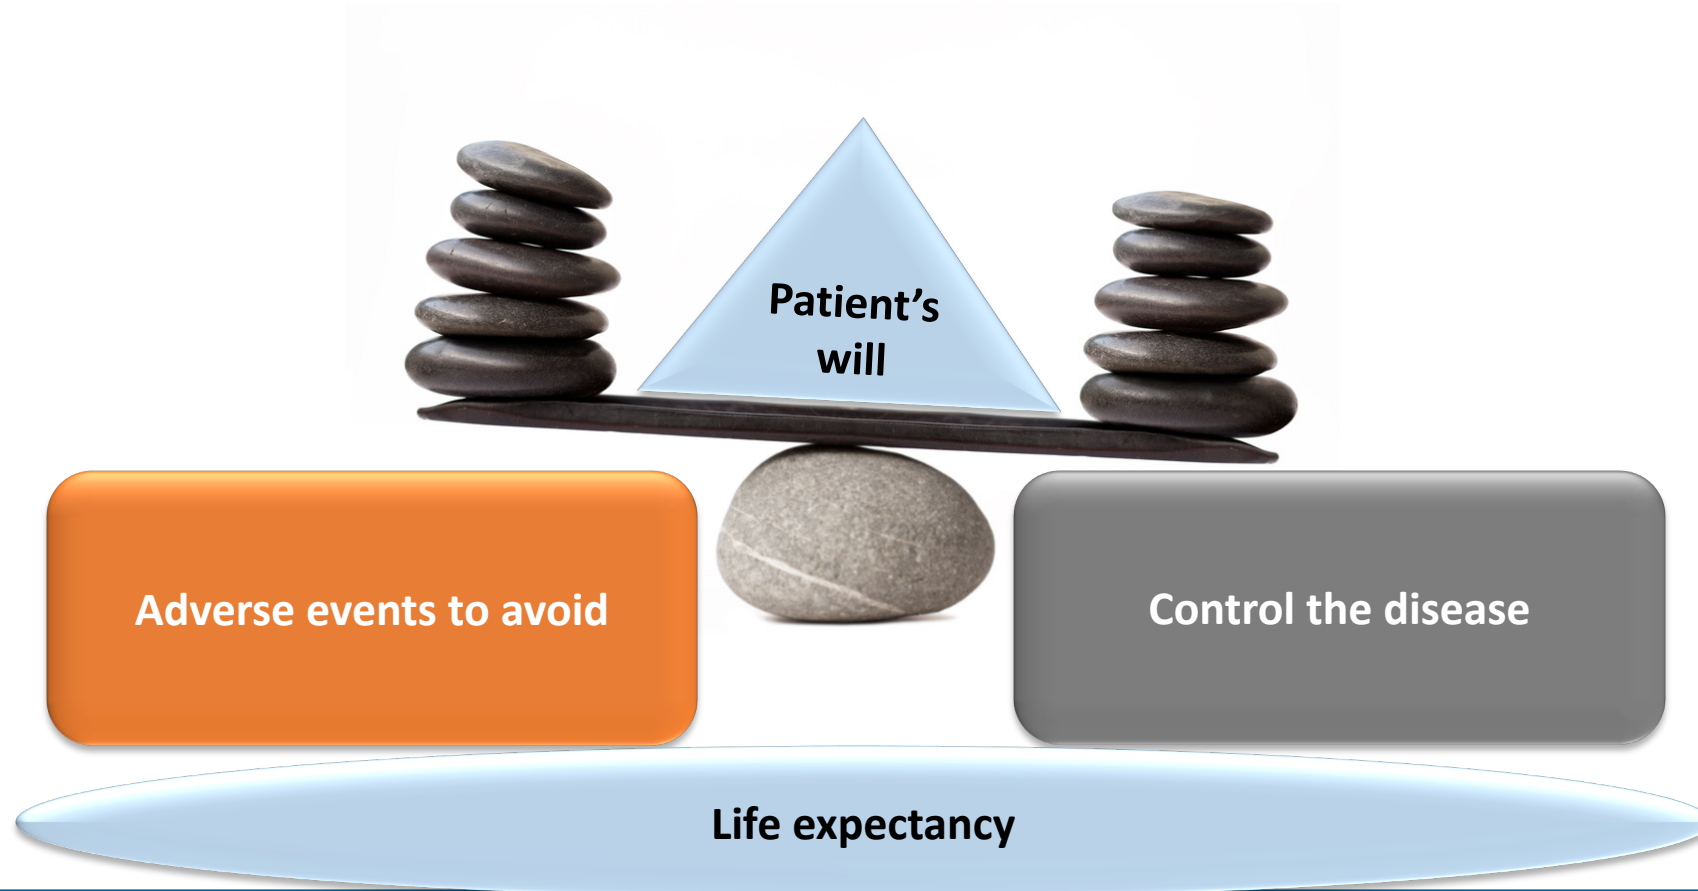 Patient’s
will
Adverse events to avoid
Control the disease
Life expectancy